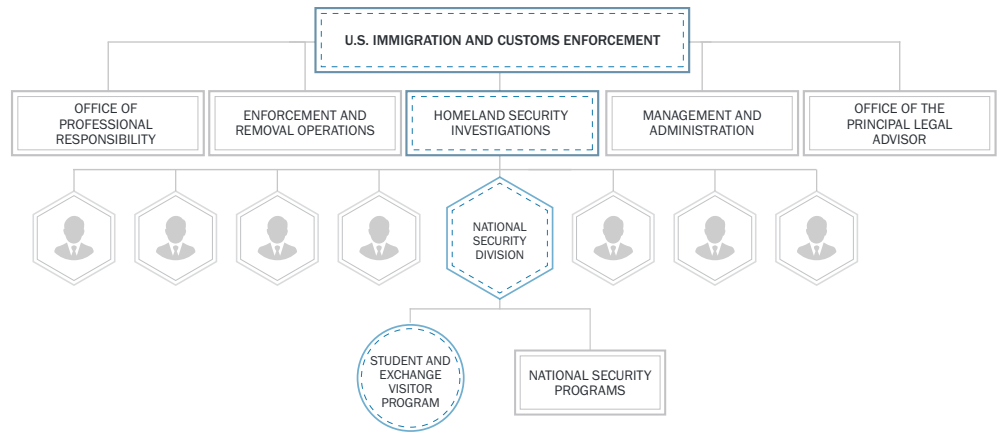 U.S. IMMIGRATION AND CUSTOMS ENFORCEMENT
OFFICE OF
PROFESSIONAL
RESPONSIBILITY
ENFORCEMENT AND
REMOVAL OPERATIONS
HOMELAND SECURITY
INVESTIGATIONS
MANAGEMENT AND
ADMINISTRATION
OFFICE OF THE
PRINCIPAL LEGAL
ADVISOR
NATIONAL
SECURITY
DIVISION
STUDENT AND
EXCHANGE
VISITOR
PROGRAM
NATIONAL SECURITY
PROGRAMS